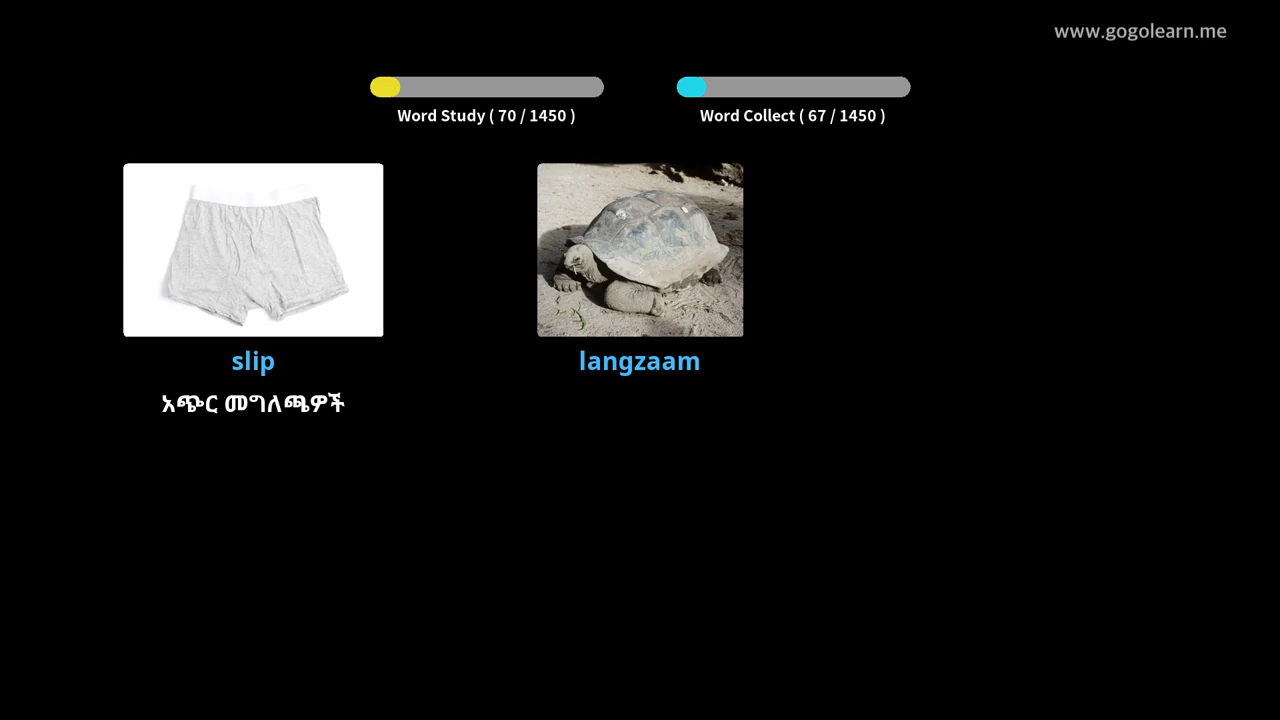 www.gogolearn.me
Word Study ( 70 / 1450 )
Word Collect ( 67 / 1450 )
slip
langzaam
አጭር መግለጫዎች